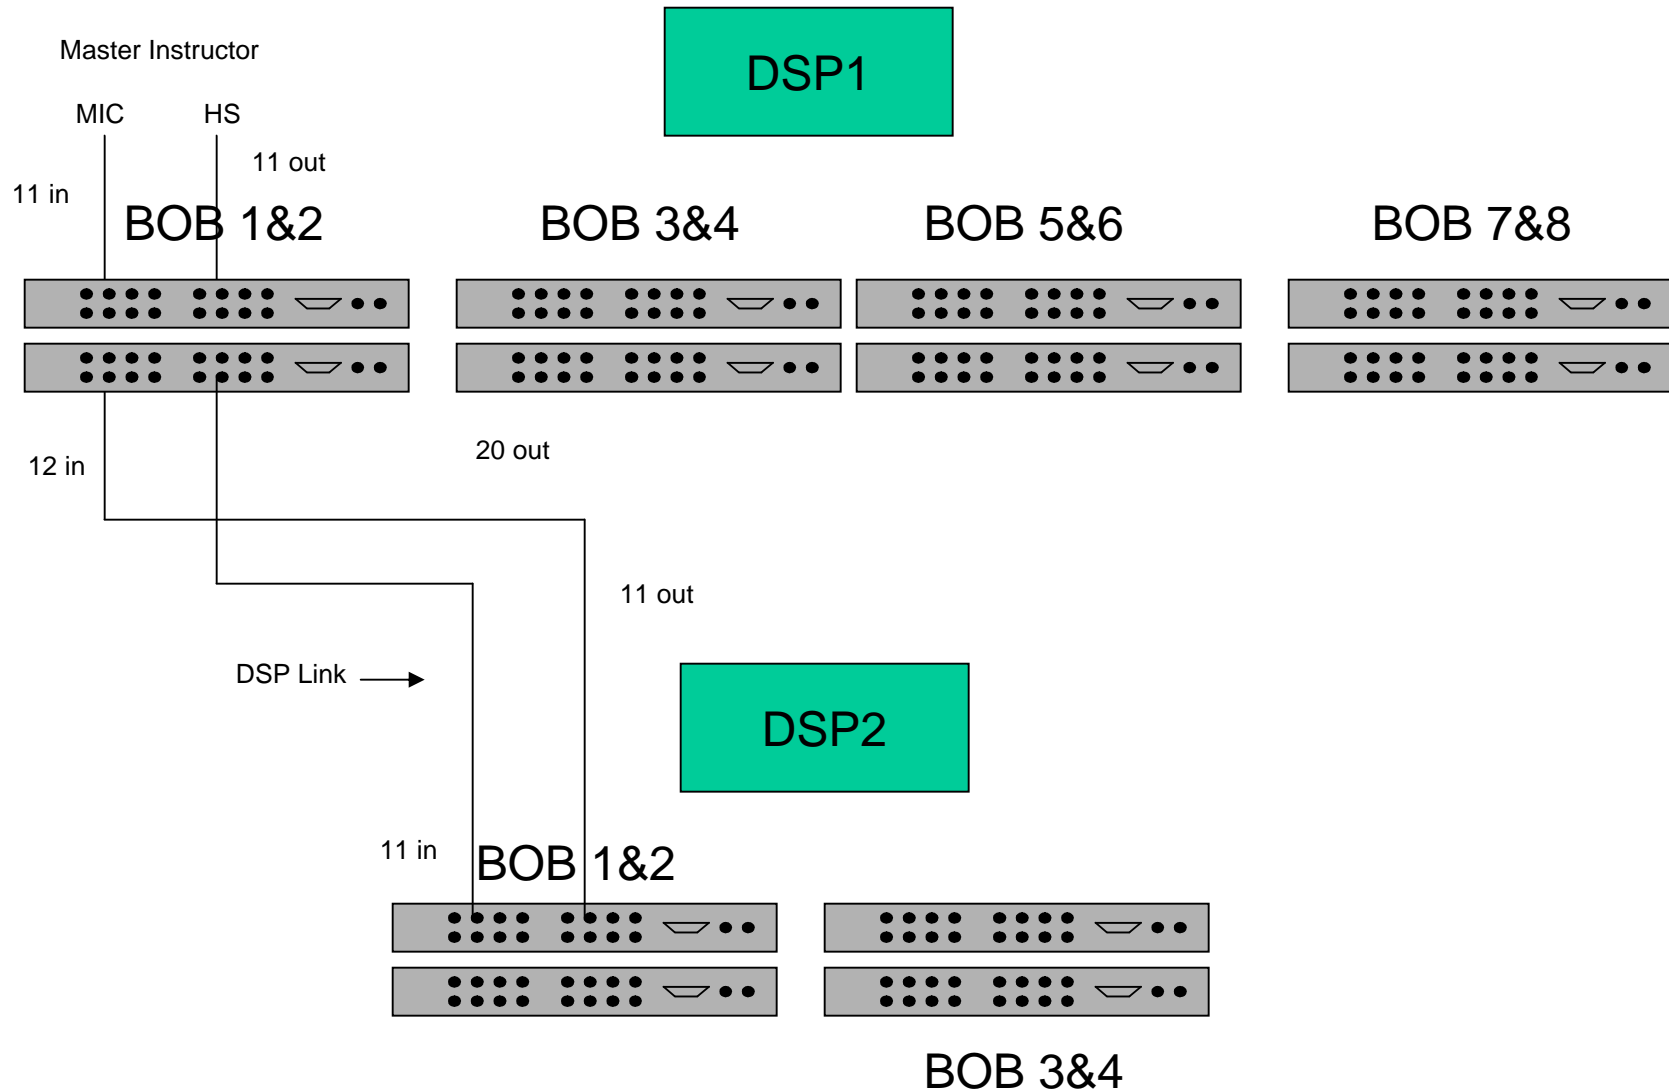 Master Instructor
DSP1
MIC
HS
11 out
11 in
BOB 1&2
BOB 3&4
BOB 5&6
BOB 7&8
12 in
20 out
11 out
DSP Link
DSP2
11 in
BOB 1&2
BOB 3&4